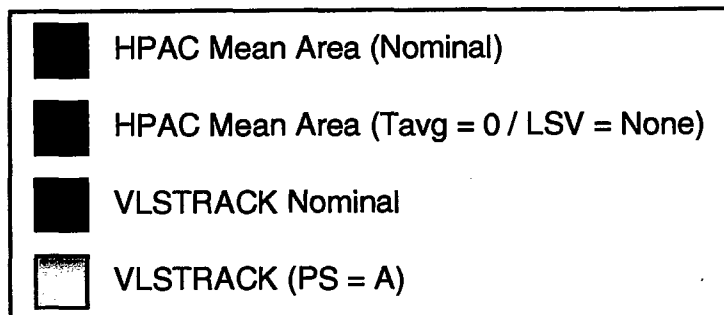 HPAC Mean Area (Nominal)
HPAC Mean Area (Tavg = 0 / LSV = None)
VLSTRACK Nominal
VLSTRACK (PS = A)